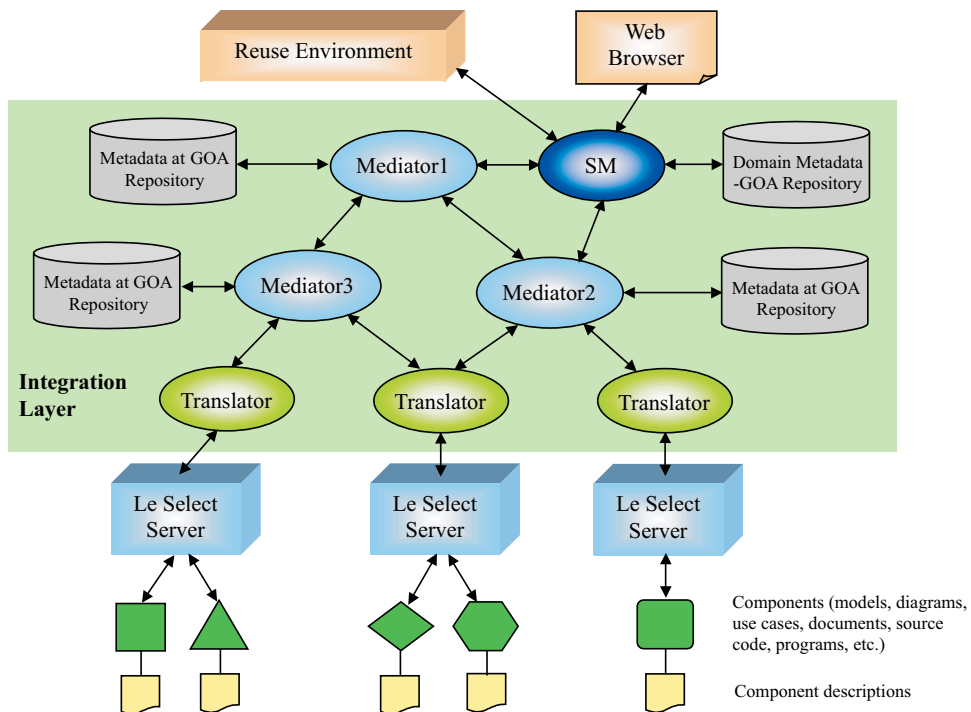 Reuse Environment
Web
Browser
Metadata at GOA
Repository
Mediator1
SM
Domain Metadata
-GOA Repository
Metadata at GOA
Repository
Mediator3
Mediator2
Metadata at GOA
Repository
Integration
Layer
Translator
Translator
Translator
Le Select
Server
Le Select
Server
Le Select
Server
Components (models, diagrams,
use cases, documents, source
code, programs, etc.)
Component descriptions